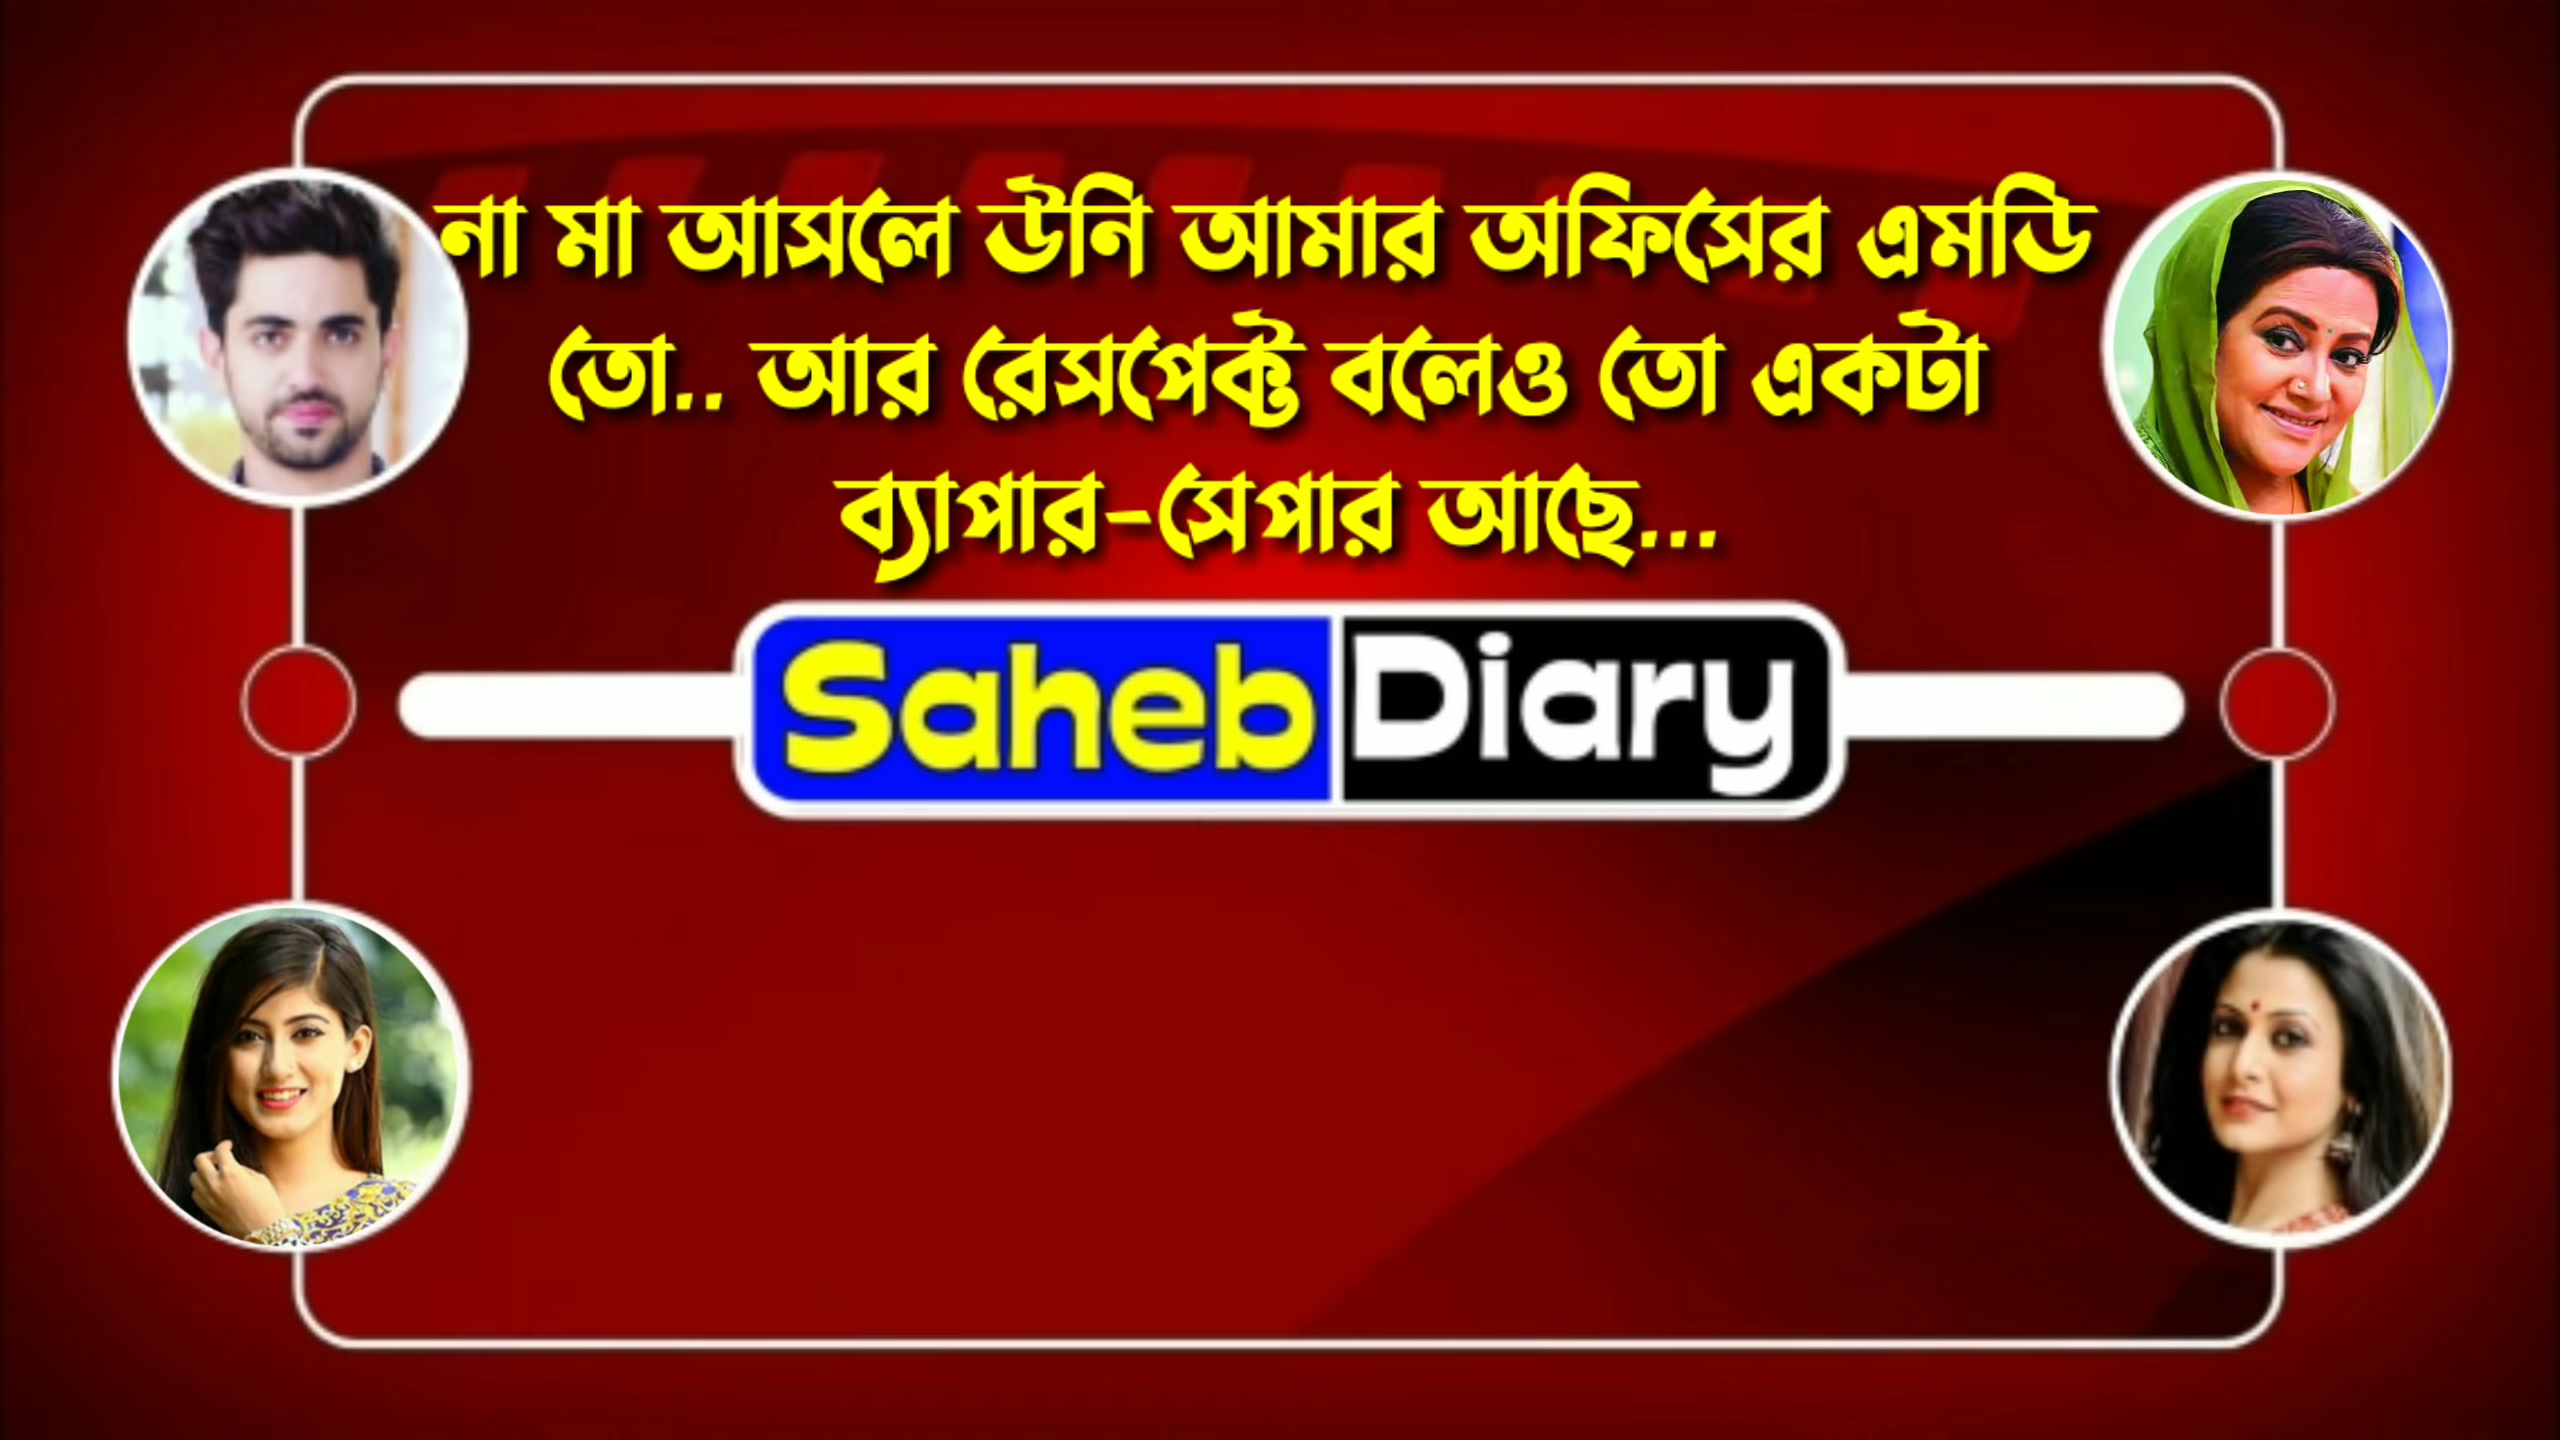 না মা আসলে উনি আমার অফিসের এমডি
তো.. আর রেসপেক্ট বলেও তো একটা
ব্যাপার-সেপার আছে...
Saheb Diary